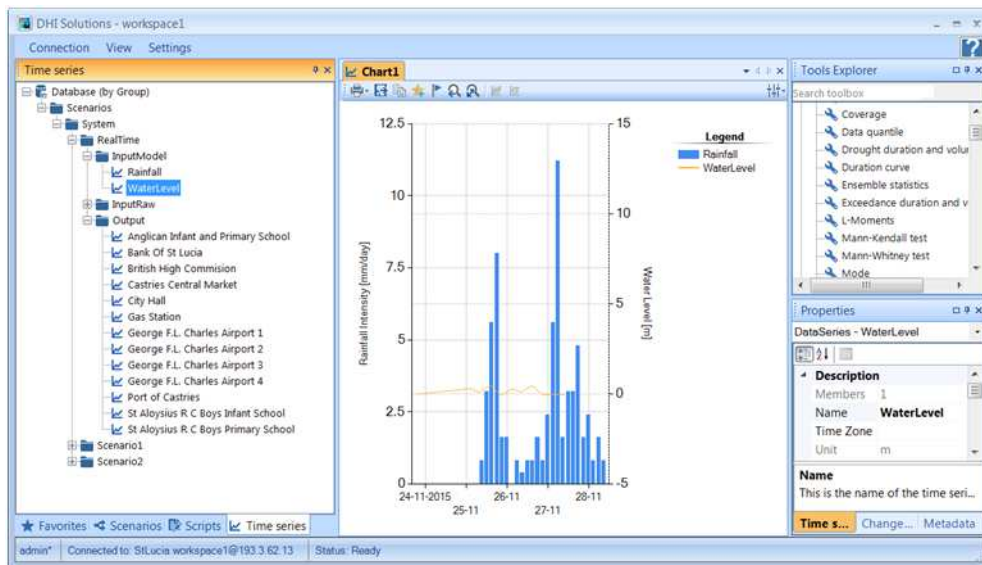 DHI Solutions - workspace1
Connection View Settings
Time series
Database (by Group)
Scenarios
System
RealTime
InputModel
Rainfall
WaterLevel
InputRaw
Output
Anglican Infant and Primary School
Bank Of St Lucia
British High Commision
Castries Central Market
City Hall
Gas Station
George F.L. Charles Airport 1
George F.L. Charles Airport 2
George F.L. Charles Airport 3
George F.L. Charles Airport 4
Port of Castries
St Aloysius R C Boys Infant School
St Aloysius R C Boys Primary School
Scenario1
Scenario2
Favorites Scenarios Scripts Time series
Chart1
12.5
10
7.5
5
2.5
0
Rainfall Intensity [mm/day]
24-11-2015
25-11
26-11
27-11
28-11
15
10
5
0
-5
Water Level [m]
Legend
Rainfall
WaterLevel
Tools Explorer
Search toolbox
Coverage
Data quantile
Drought duration and volu
Duration curve
Ensemble statistics
Exceedance duration and v
L-Moments
Mann-Kendall test
Mann-Whitney test
Mode
Properties
DataSeries - WaterLevel
Description
Members 1
Name WaterLevel
Time Zone
Unit m
Name
This is the name of the time seri...
Time s... Change... Metadata
admin* Connected to: StLucia workspace1@193.3.62.13 Status: Ready